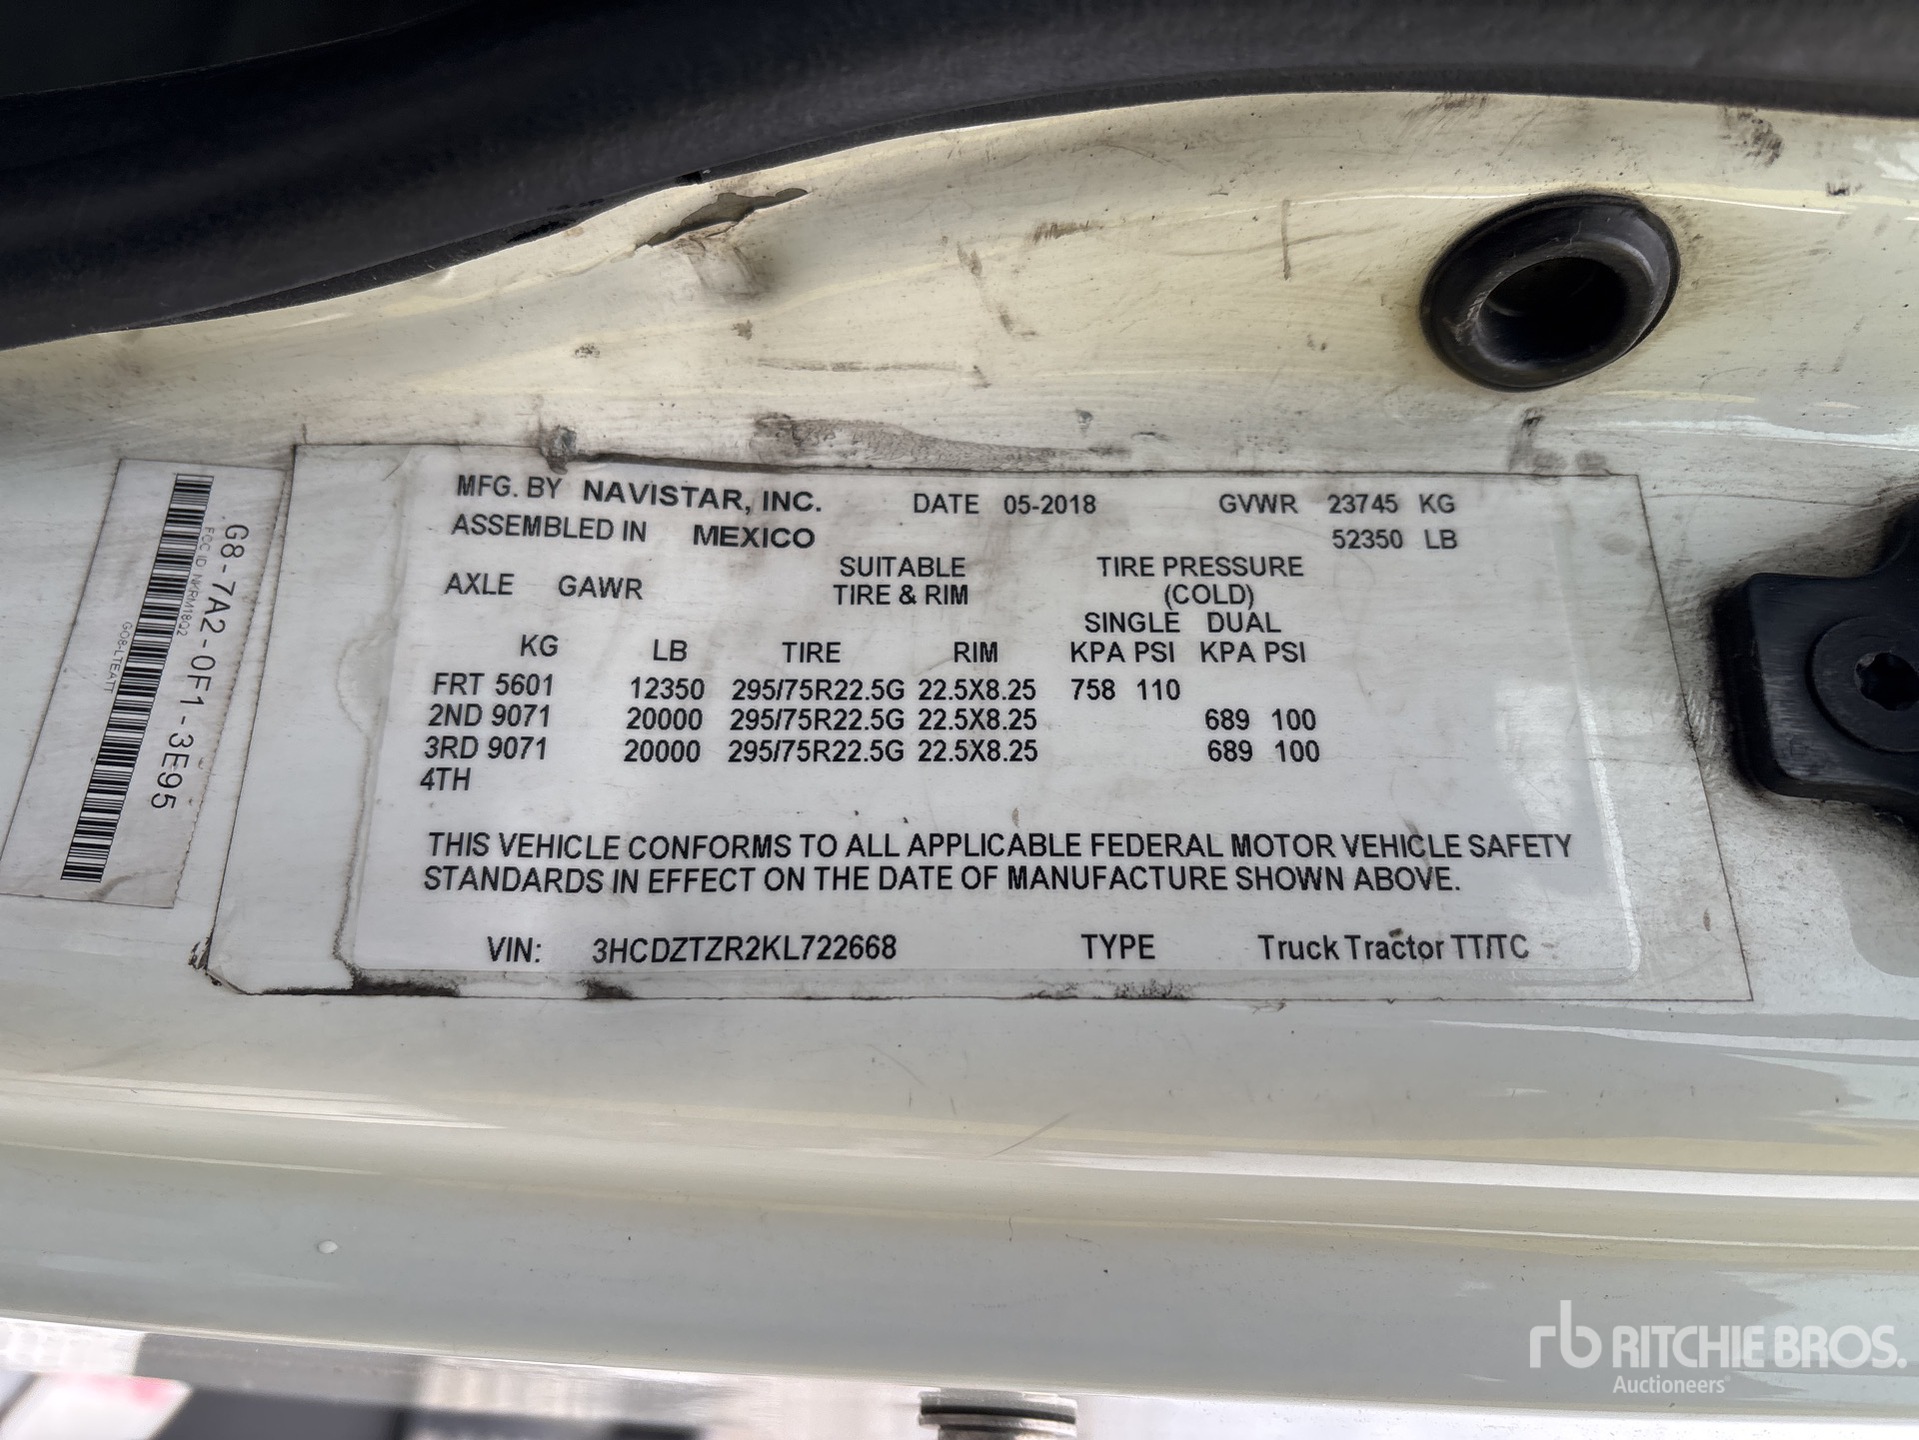 MFG. BY NAVISTAR, INC. DATE 05-2018 GVWR 23745 KG
ASSEMBLED IN MEXICO 52350 LB
AXLE GAWR SUITABLE TIRE PRESSURE
TIRE & RIM (COLD)
SINGLE DUAL
KG LB TIRE RIM KPA PSI KPA PSI
FRT 5601 12350 295/75R22.5G 22.5X8.25 758 110
2ND 9071 20000 295/75R22.5G 22.5X8.25 689 100
3RD 9071 20000 295/75R22.5G 22.5X8.25 689 100
4TH
THIS VEHICLE CONFORMS TO ALL APPLICABLE FEDERAL MOTOR VEHICLE SAFETY
STANDARDS IN EFFECT ON THE DATE OF MANUFACTURE SHOWN ABOVE.
VIN: 3HCDZTZR2KL722668 TYPE Truck Tractor TT/TC
G8-7A2-0F1-3E95
FCC ID
G08-LTEATT
rb RITCHIE BROS.
Auctioneers